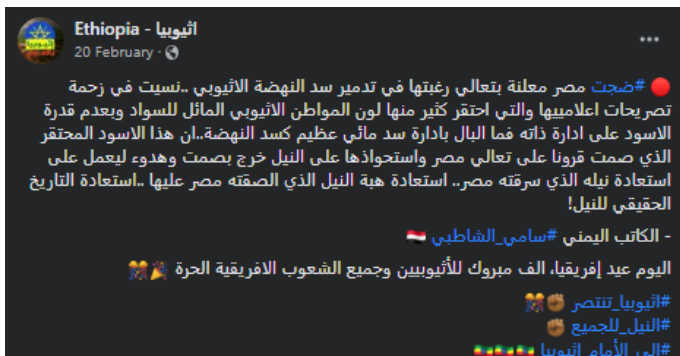 Ethiopia - اثيوبيا
20 February ·
#ضجت مصر معلنة بتعالي رغبتها في تدمير سد النهضة الاثيوبي ..نسيت في زحمة
تصريحات اعلامييها والتي احتقر كثير منها لون المواطن الاثيوبي المائل للسواد وبعدم قدرة
الاسود على ادارة ذاته فما البال بادارة سد مائي عظيم كسد النهضة..ان هذا الاسود المحتقر
الذي صمت قرونا على تعالي مصر واستحواذها على النيل خرج بصمت وهدوء ليعمل على
استعادة نيله الذي سرقته مصر.. استعادة هبة النيل الذي الصقته مصر عليها ..استعادة التاريخ
الحقيقي للنيل!
- الكاتب اليمني #سامي_الشاطبي 🇾🇪
اليوم عيد إفريقيا، الف مبروك للأثيوبيين وجميع الشعوب الافريقية الحرة 🎉🎊
#اثيوبيا_تنتصر ✊🏾🎊
#النيل_للجميع ✊🏾
#إلى_الأمام_اثيوبيا 🇪🇹🇪🇹🇪🇹